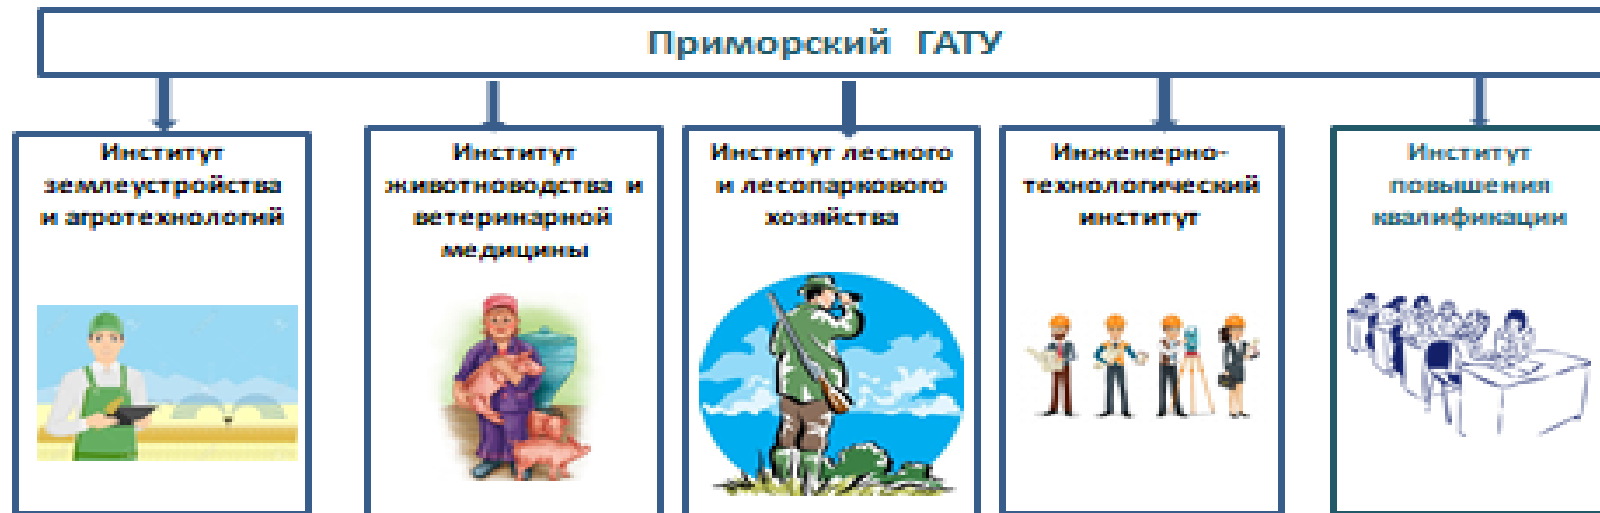 Приморский ГАТУ
Институт
землеустройства
и агротехнологий
Институт
животноводства и
ветеринарной
медицины
Институт лесного
и лесопаркового
хозяйства
Инженерно-
технологический
институт
Институт
повышения
квалификации